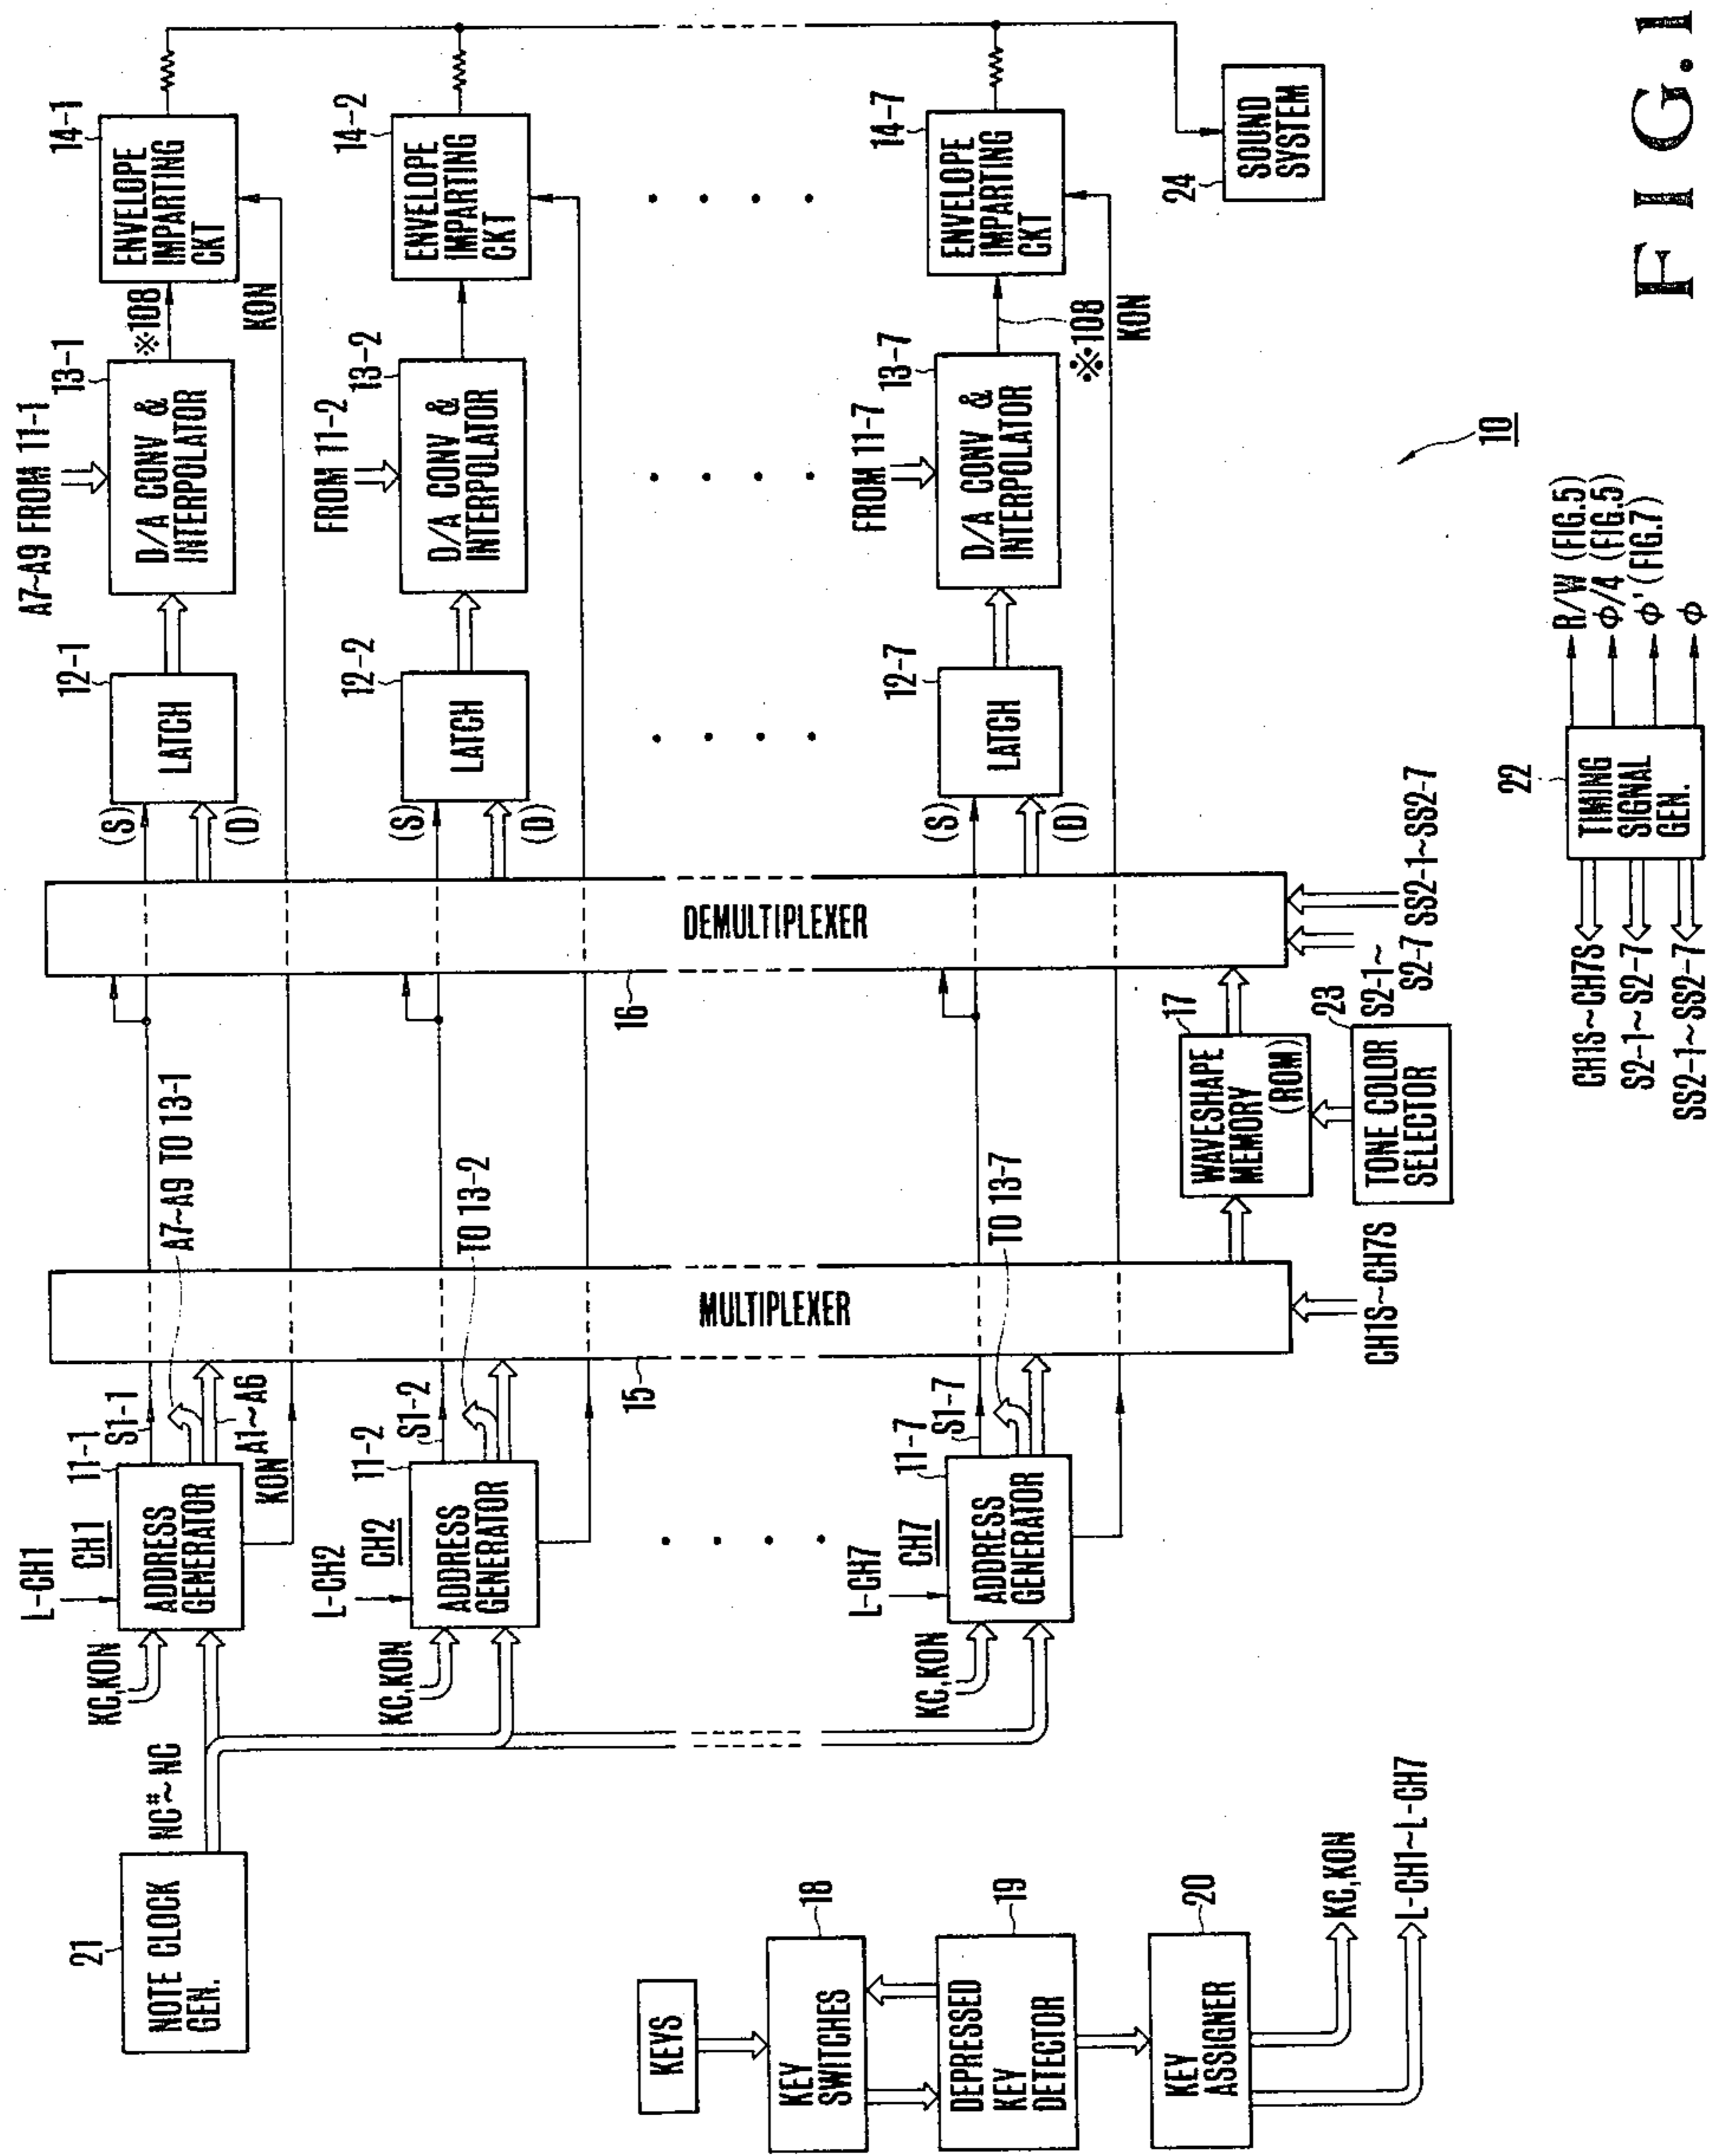 NOTE CLOCK
GEN.
21
NC#~NC
KC,KON
L-CH1
CH1
ADDRESS
GENERATOR
11-1
S1-1
A7~A9 TO 13-1
A1~A6
KON
KC,KON
L-CH2
CH2
ADDRESS
GENERATOR
11-2
S1-2
TO 13-2
KC,KON
L-CH7
CH7
ADDRESS
GENERATOR
11-7
S1-7
TO 13-7
MULTIPLEXER
15
CH1S~CH7S
WAVESHAPE
MEMORY
(ROM)
17
TONE COLOR
SELECTOR
23
DEMULTIPLEXER
16
S2-1~
S2-7
SS2-1~SS2-7
(S)
(D)
LATCH
12-1
A7~A9 FROM 11-1
D/A CONV &
INTERPOLATOR
13-1
※108
ENVELOPE
IMPARTING
CKT
14-1
KON
(S)
(D)
LATCH
12-2
FROM 11-2
D/A CONV &
INTERPOLATOR
13-2
ENVELOPE
IMPARTING
CKT
14-2
(S)
(D)
LATCH
12-7
FROM 11-7
D/A CONV &
INTERPOLATOR
13-7
※108
KON
ENVELOPE
IMPARTING
CKT
14-7
SOUND
SYSTEM
24
KEYS
KEY
SWITCHES
18
DEPRESSED
KEY
DETECTOR
19
KEY
ASSIGNER
20
KC,KON
L-CH1~L-CH7
10
TIMING
SIGNAL
GEN.
22
CH1S~CH7S
S2-1~S2-7
SS2-1~SS2-7
R/W (FIG.5)
φ/4 (FIG.5)
φ' (FIG.7)
φ
FIG.1